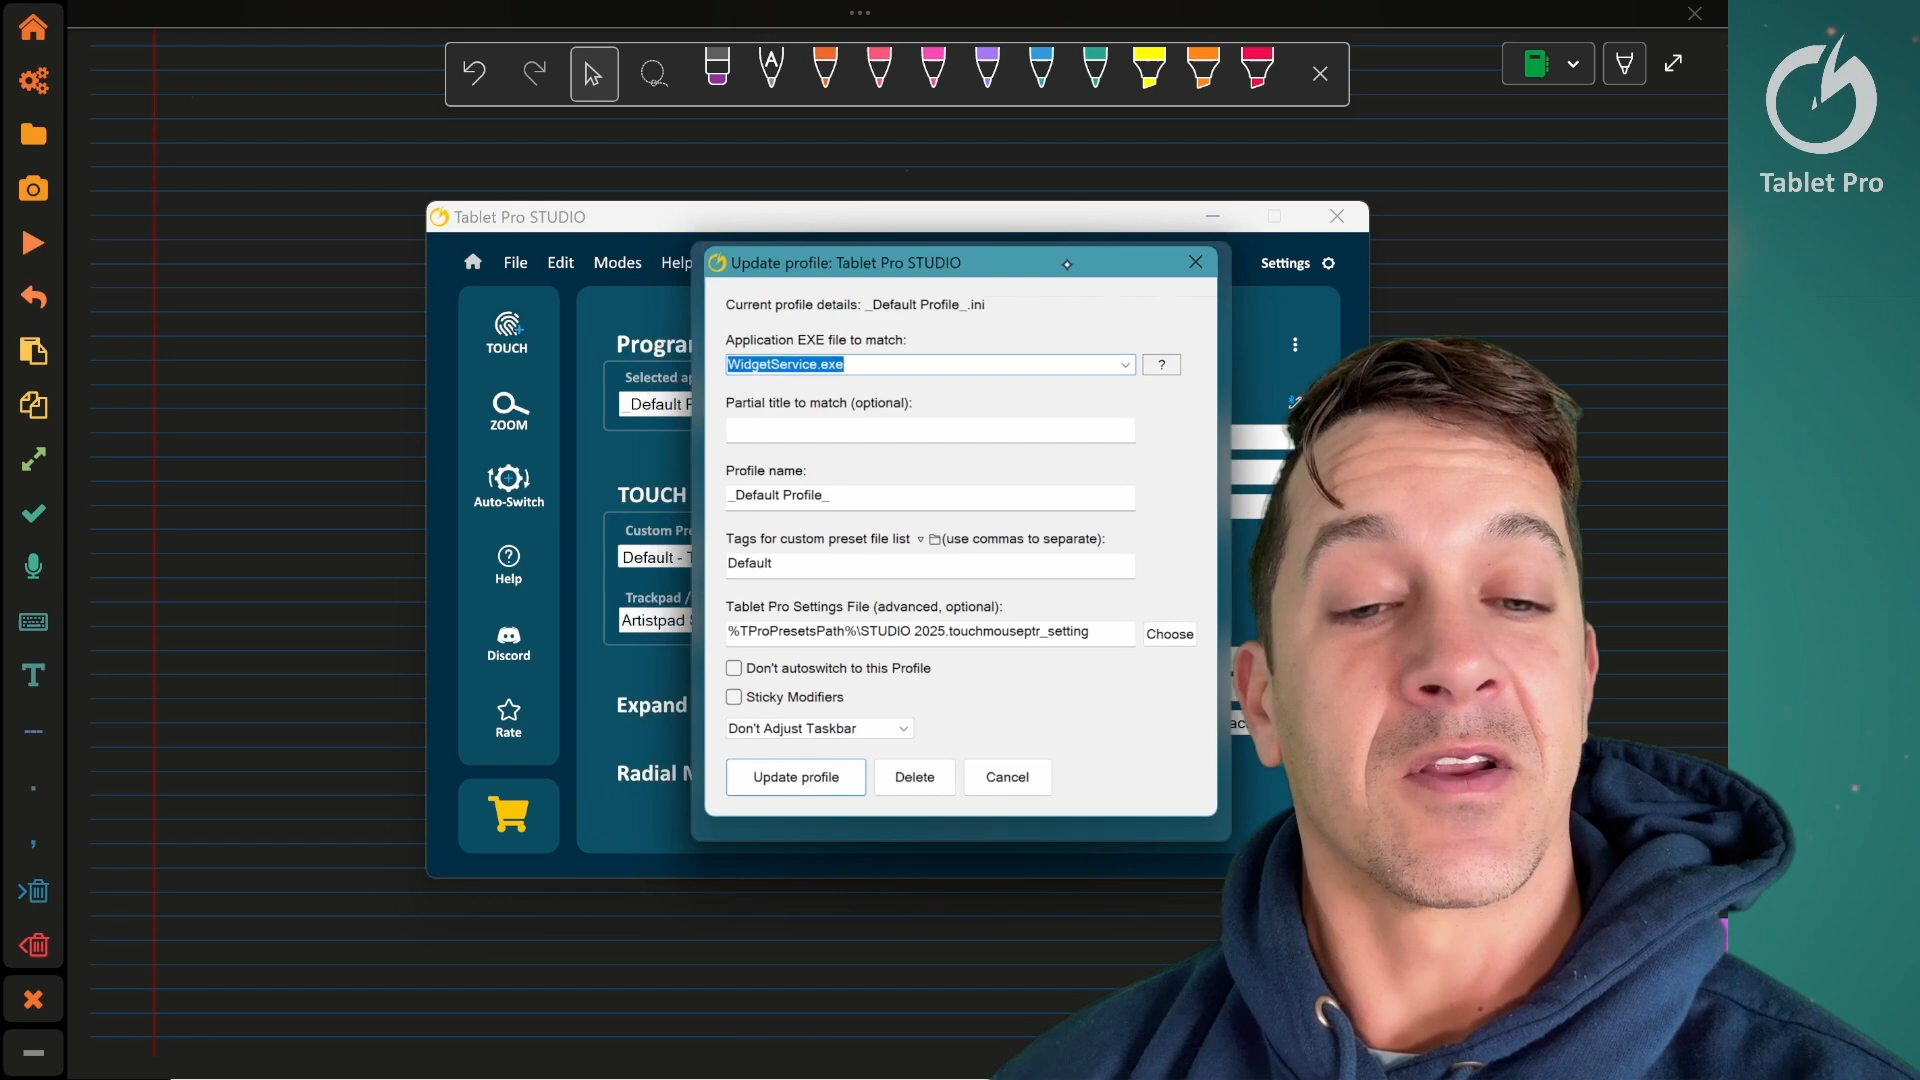 Tablet Pro
Tablet Pro STUDIO
File Edit Modes Help
Settings
TOUCH
ZOOM
Auto-Switch
Help
Discord
Rate
Selected
_Default
TOUCH
Default -
Trackpad /
Artistpad
Expand
Radial
Update profile: Tablet Pro STUDIO
Current profile details: _Default Profile_.ini
Application EXE file to match:
WidgetService.exe
?
Partial title to match (optional):
Profile name:
_Default Profile_
Tags for custom preset file list (use commas to separate):
Default
Tablet Pro Settings File (advanced, optional):
%TProPresetsPath%\STUDIO 2025.touchmouseptr_setting
Choose
Don't autoswitch to this Profile
Sticky Modifiers
Don't Adjust Taskbar
Update profile
Delete
Cancel